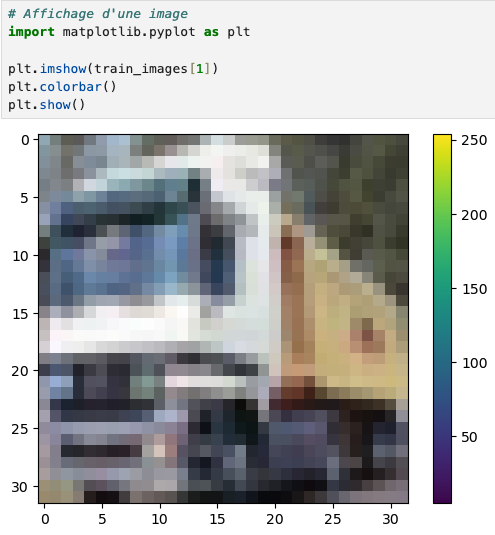 # Affichage d'une image
import matplotlib.pyplot as plt
plt.imshow(train_images[1])
plt.colorbar()
plt.show()
0
5
10
15
20
25
30
0 5 10 15 20 25 30
250
200
150
100
50